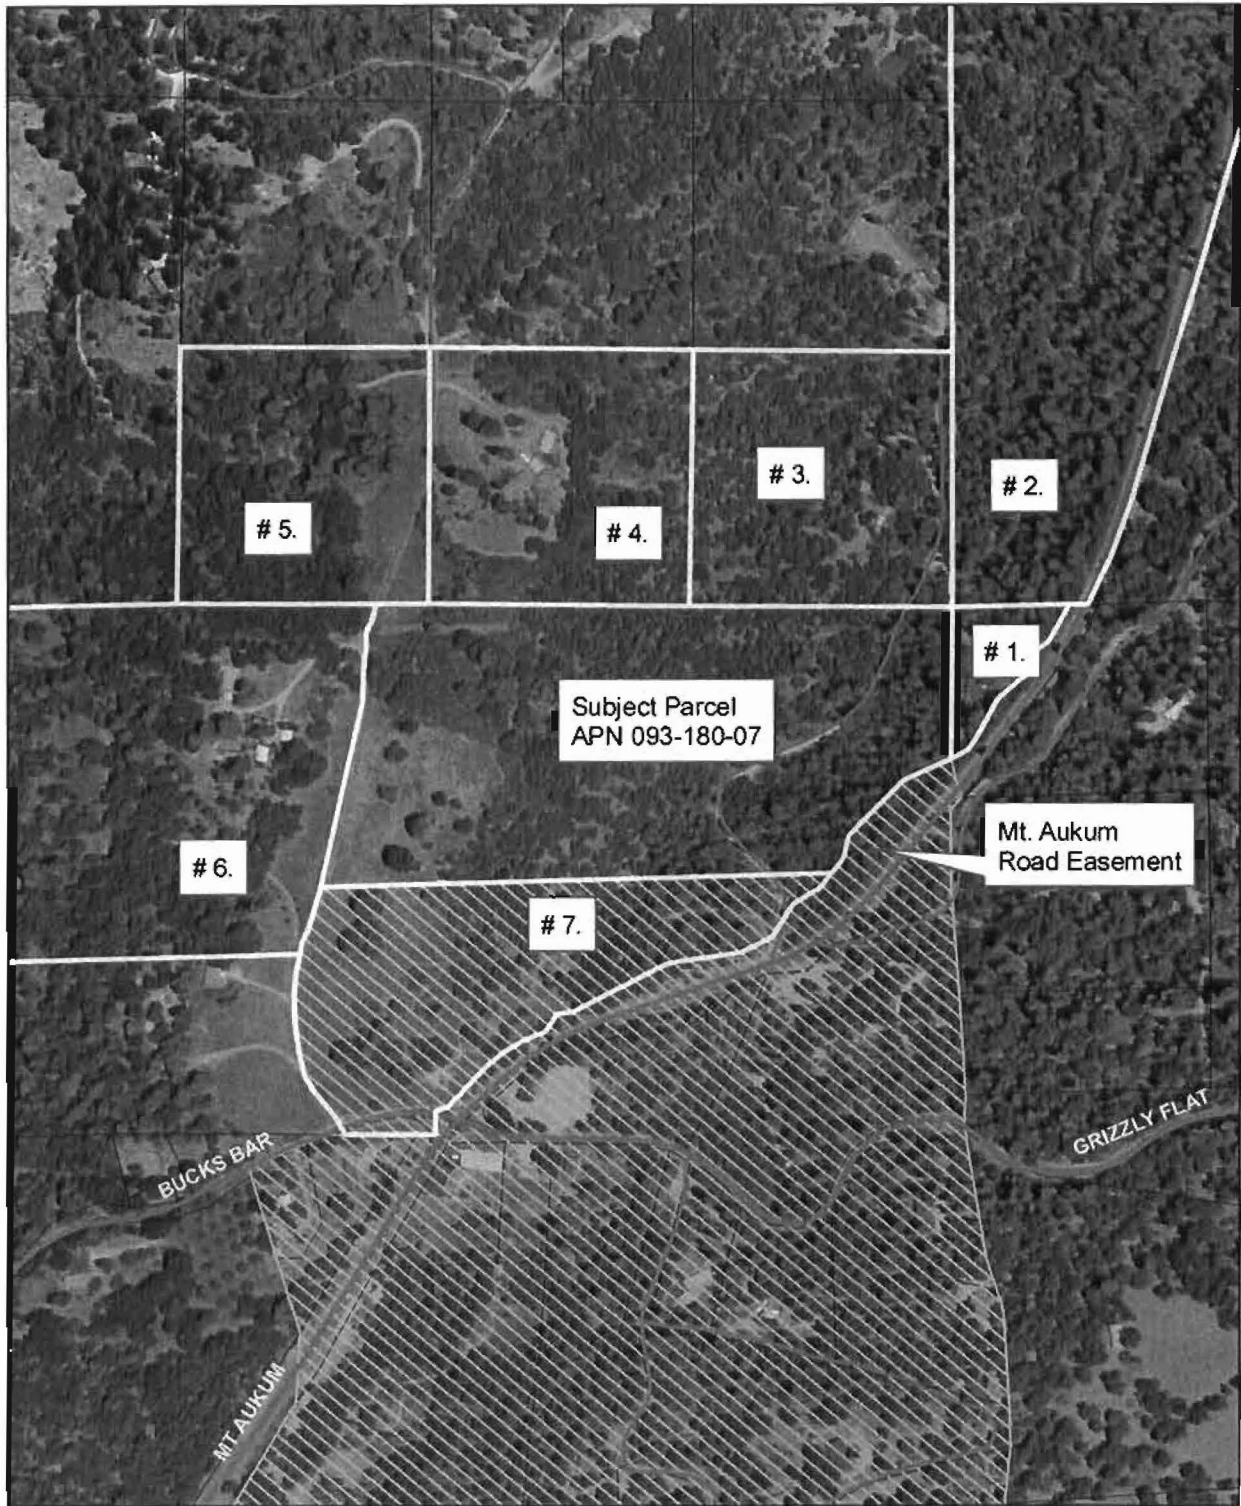 # 5.
# 4.
# 3.
# 2.
# 1.
Subject Parcel
APN 093-180-07
Mt. Aukum
Road Easement
# 6.
# 7.
BUCKS BAR
GRIZZLY FLAT
MT AUKUM